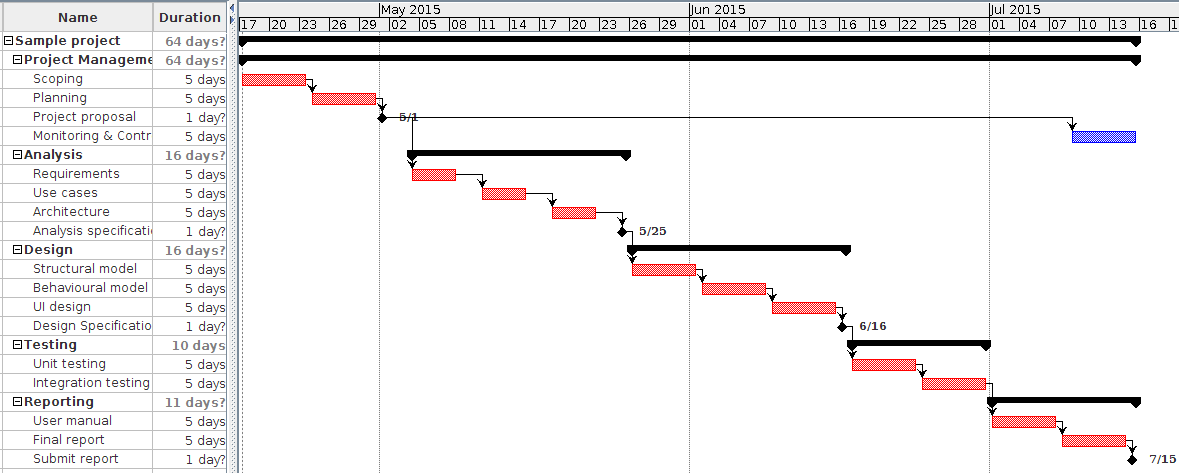 Name Duration May 2015 Jun 2015 Jul 2015
17 20 23 26 29 02 05 08 11 14 17 20 23 26 29 01 04 07 10 13 16 19 22 25 28 01 04 07 10 13 16 19
Sample project 64 days?
Project Manageme 64 days?
Scoping 5 days
Planning 5 days
Project proposal 1 day? 5/1
Monitoring & Contr 5 days
Analysis 16 days?
Requirements 5 days
Use cases 5 days
Architecture 5 days
Analysis specificati 1 day? 5/25
Design 16 days?
Structural model 5 days
Behavioural model 5 days
UI design 5 days
Design Specificatio 1 day? 6/16
Testing 10 days
Unit testing 5 days
Integration testing 5 days
Reporting 11 days?
User manual 5 days
Final report 5 days
Submit report 1 day? 7/15